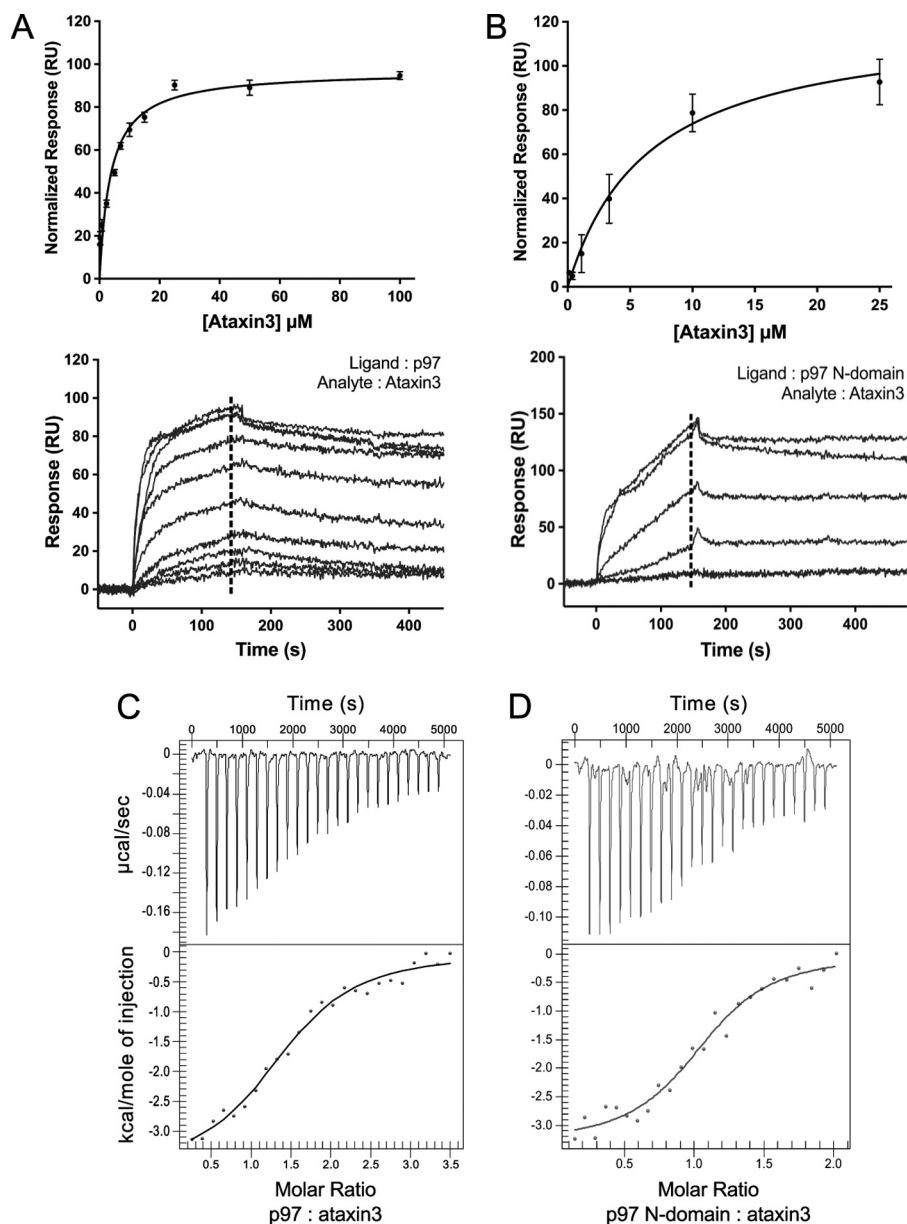 A
120
100
80
60
40
20
0
Normalized Response (RU)
0 20 40 60 80 100
[Ataxin3] µM
B
120
100
80
60
40
20
0
Normalized Response (RU)
0 5 10 15 20 25
[Ataxin3] µM
120
100
80
60
40
20
0
Response (RU)
Ligand : p97
Analyte : Ataxin3
0 100 200 300 400
Time (s)
200
150
100
50
0
Response (RU)
Ligand : p97 N-domain
Analyte : Ataxin3
0 100 200 300 400
Time (s)
C
Time (s)
0 1000 2000 3000 4000 5000
0
-0.04
-0.08
-0.12
-0.16
µcal/sec
0
-0.5
-1.0
-1.5
-2.0
-2.5
-3.0
kcal/mole of injection
0.5 1.0 1.5 2.0 2.5 3.0 3.5
Molar Ratio
p97 : ataxin3
D
Time (s)
0 1000 2000 3000 4000 5000
0
-0.02
-0.04
-0.06
-0.08
-0.10
0
-0.5
-1.0
-1.5
-2.0
-2.5
-3.0
0.5 1.0 1.5 2.0
Molar Ratio
p97 N-domain : ataxin3